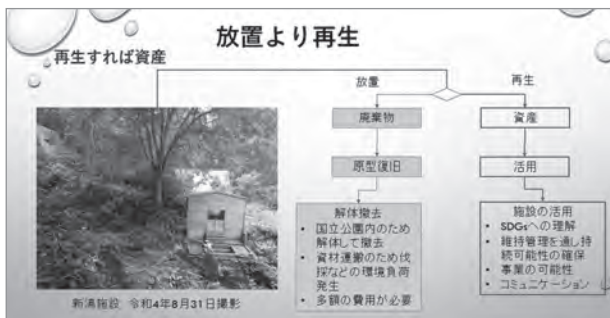 放置より再生
再生すれば資産
放置
再生
廃棄物
資産
原型復旧
活用
解体撤去
• 国立公園内のため
解体して撤去
• 資材運搬のため伐
採などの環境負荷
発生
• 多額の費用が必要
施設の活用
• SDGsへの理解
• 維持管理を通し持
続可能性の確保
• 事業の可能性
• コミュニケーション
新湯施設 令和4年8月31日撮影